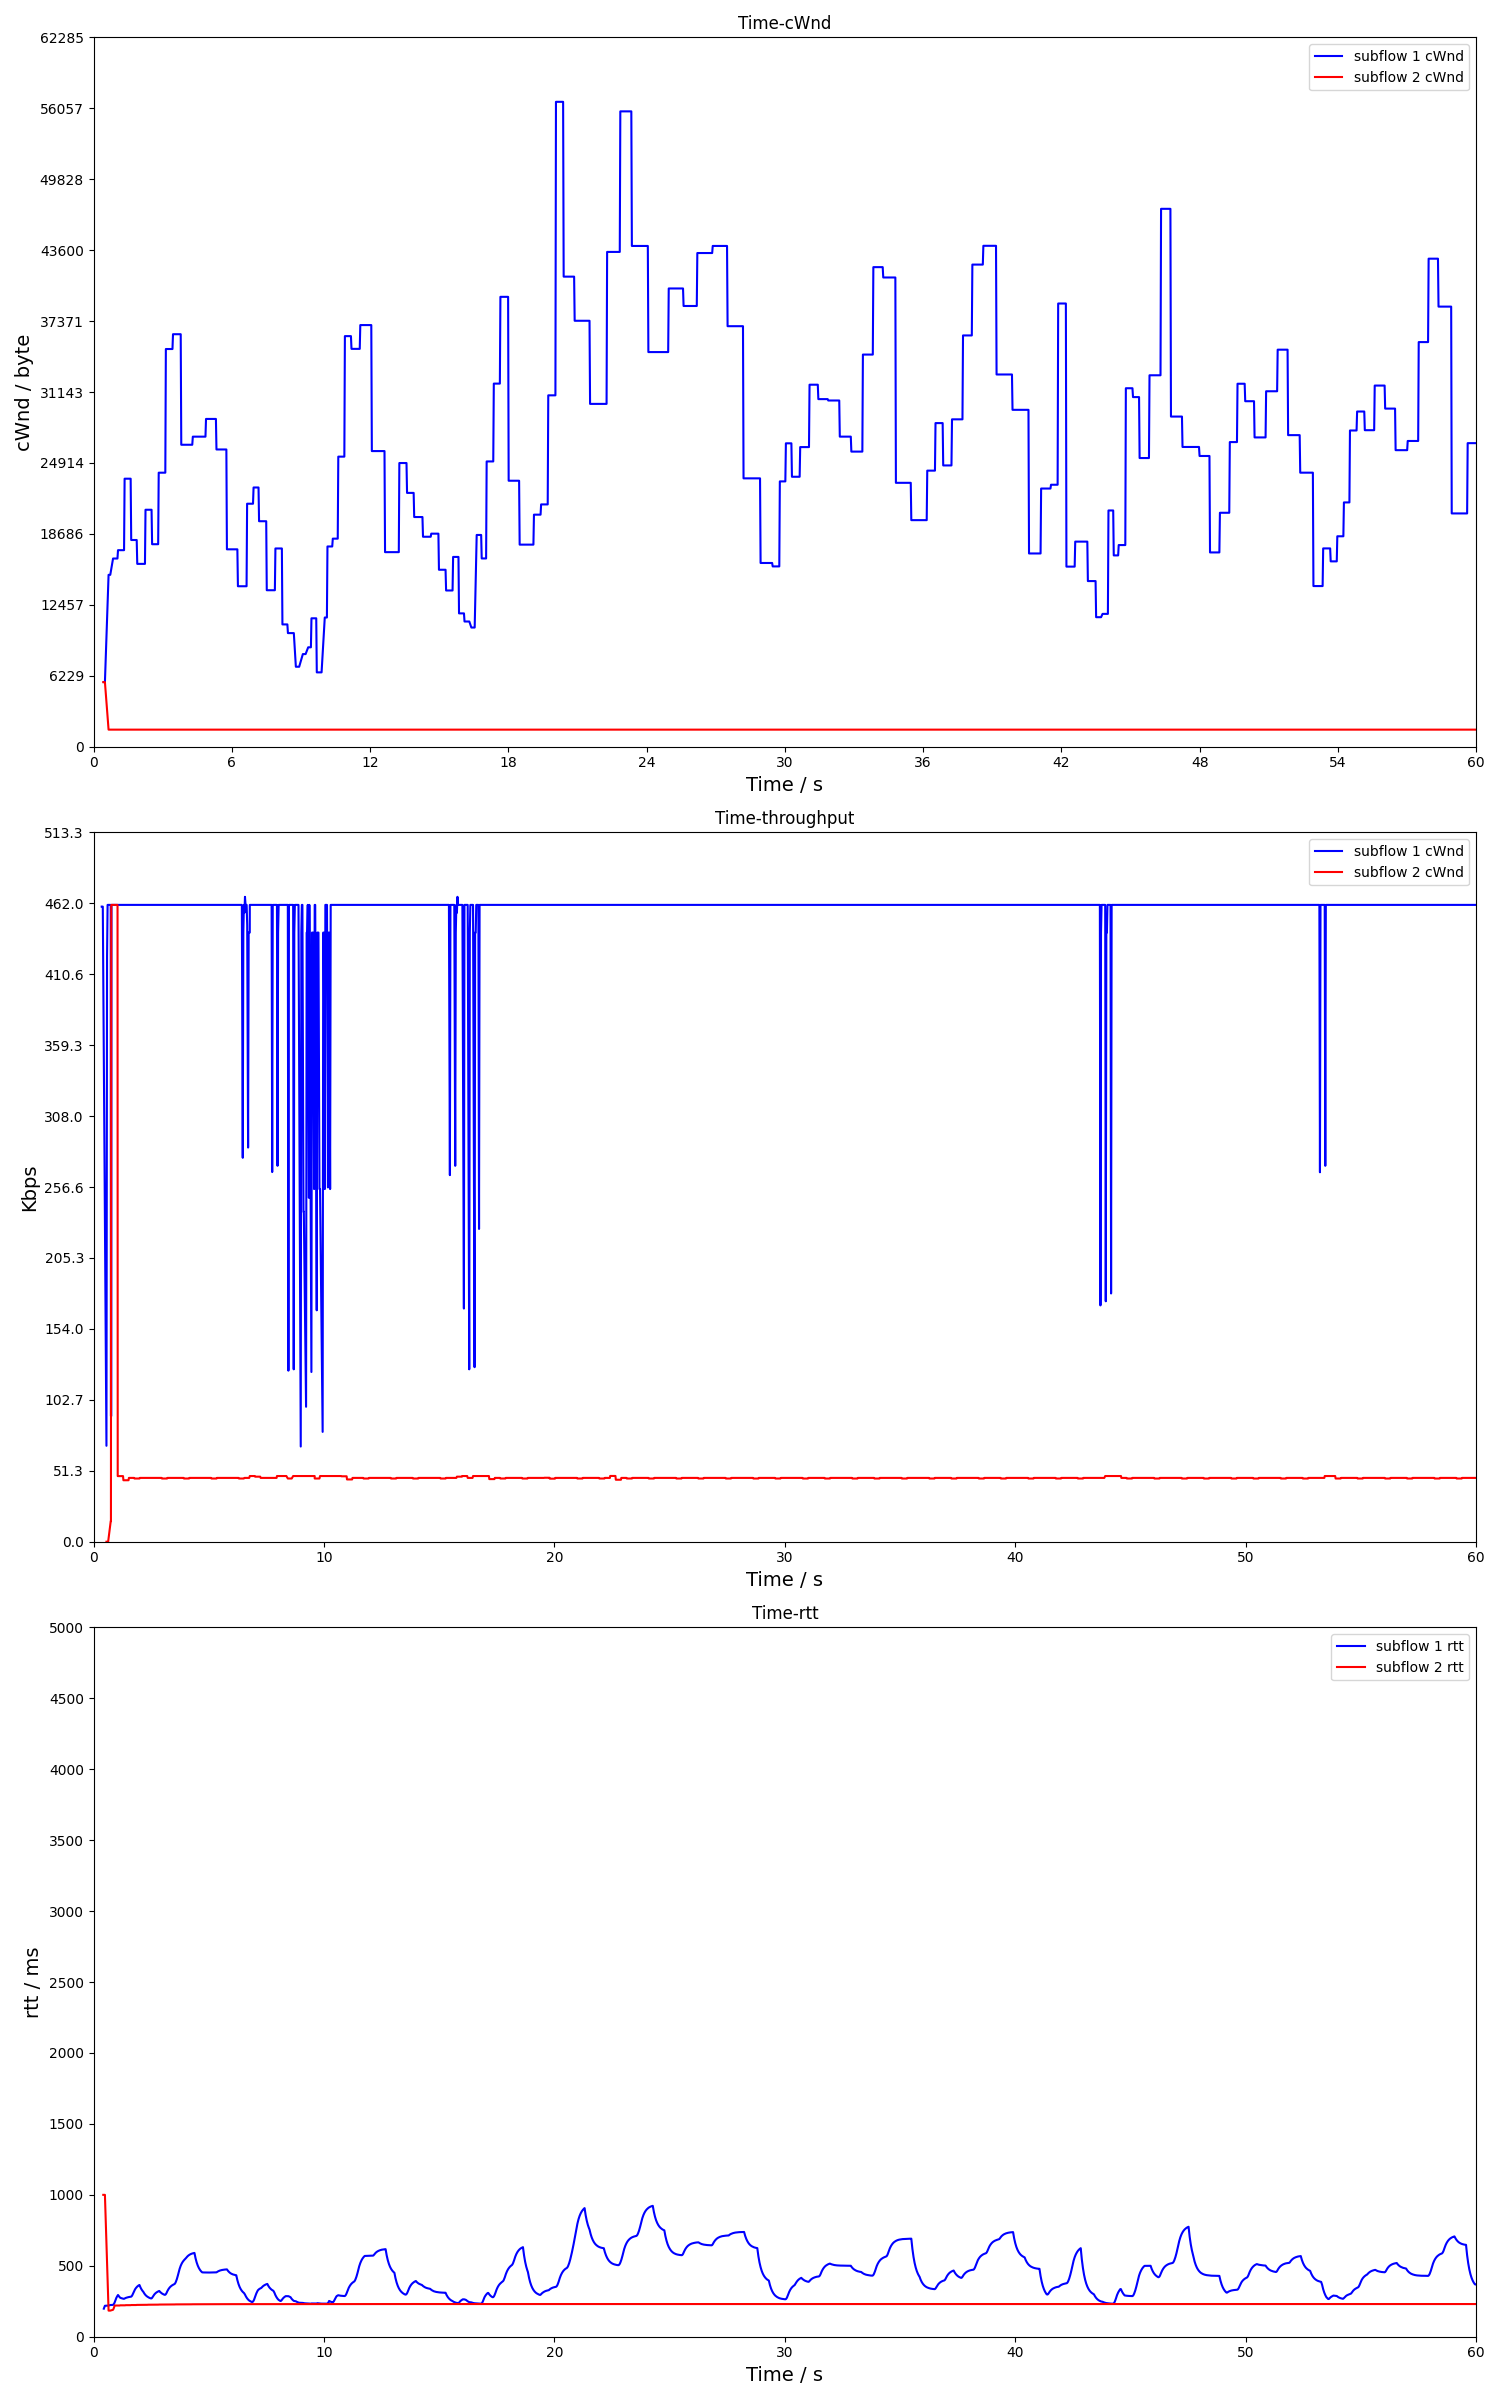 Time-cWnd
62285
56057
49828
43600
37371
31143
24914
18686
12457
6229
0
cWnd / byte
subflow 1 cWnd
subflow 2 cWnd
0 6 12 18 24 30 36 42 48 54 60
Time / s
Time-throughput
513.3
462.0
410.6
359.3
308.0
256.6
205.3
154.0
102.7
51.3
0.0
Kbps
subflow 1 cWnd
subflow 2 cWnd
0 10 20 30 40 50 60
Time / s
Time-rtt
5000
4500
4000
3500
3000
2500
2000
1500
1000
500
0
rtt / ms
subflow 1 rtt
subflow 2 rtt
0 10 20 30 40 50 60
Time / s